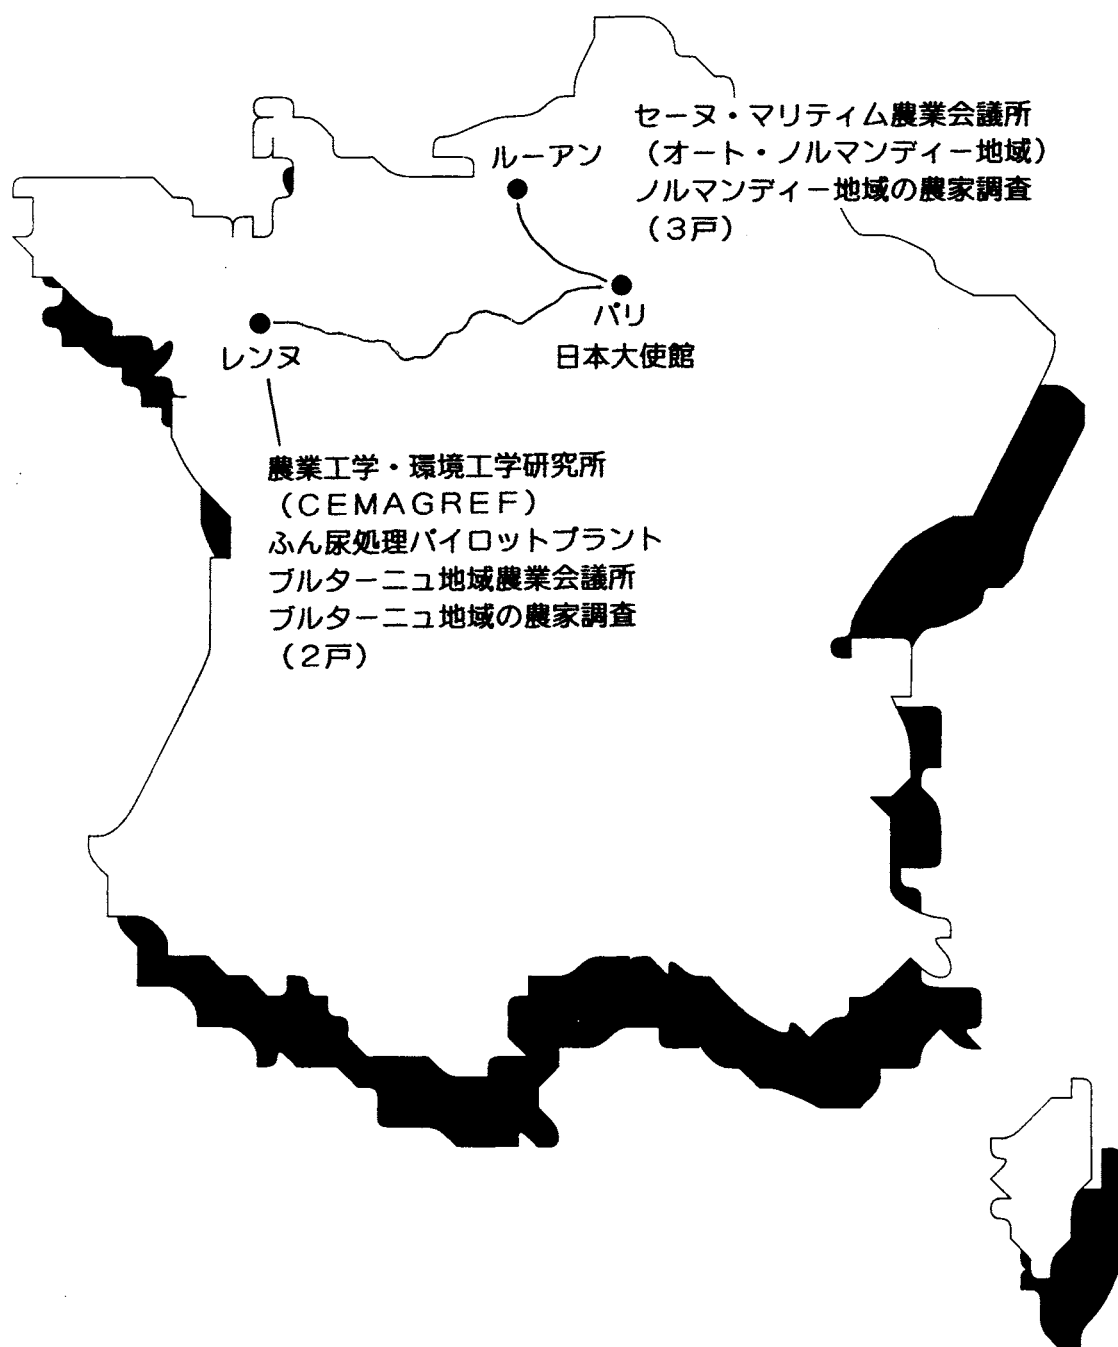 セーヌ・マリティム農業会議所
(オート・ノルマンディー地域)
ノルマンディー地域の農家調査
(3戸)
ルーアン
パリ
日本大使館
レンヌ
農業工学・環境工学研究所
(CEMAGREF)
ふん尿処理パイロットプラント
ブルターニュ地域農業会議所
ブルターニュ地域の農家調査
(2戸)